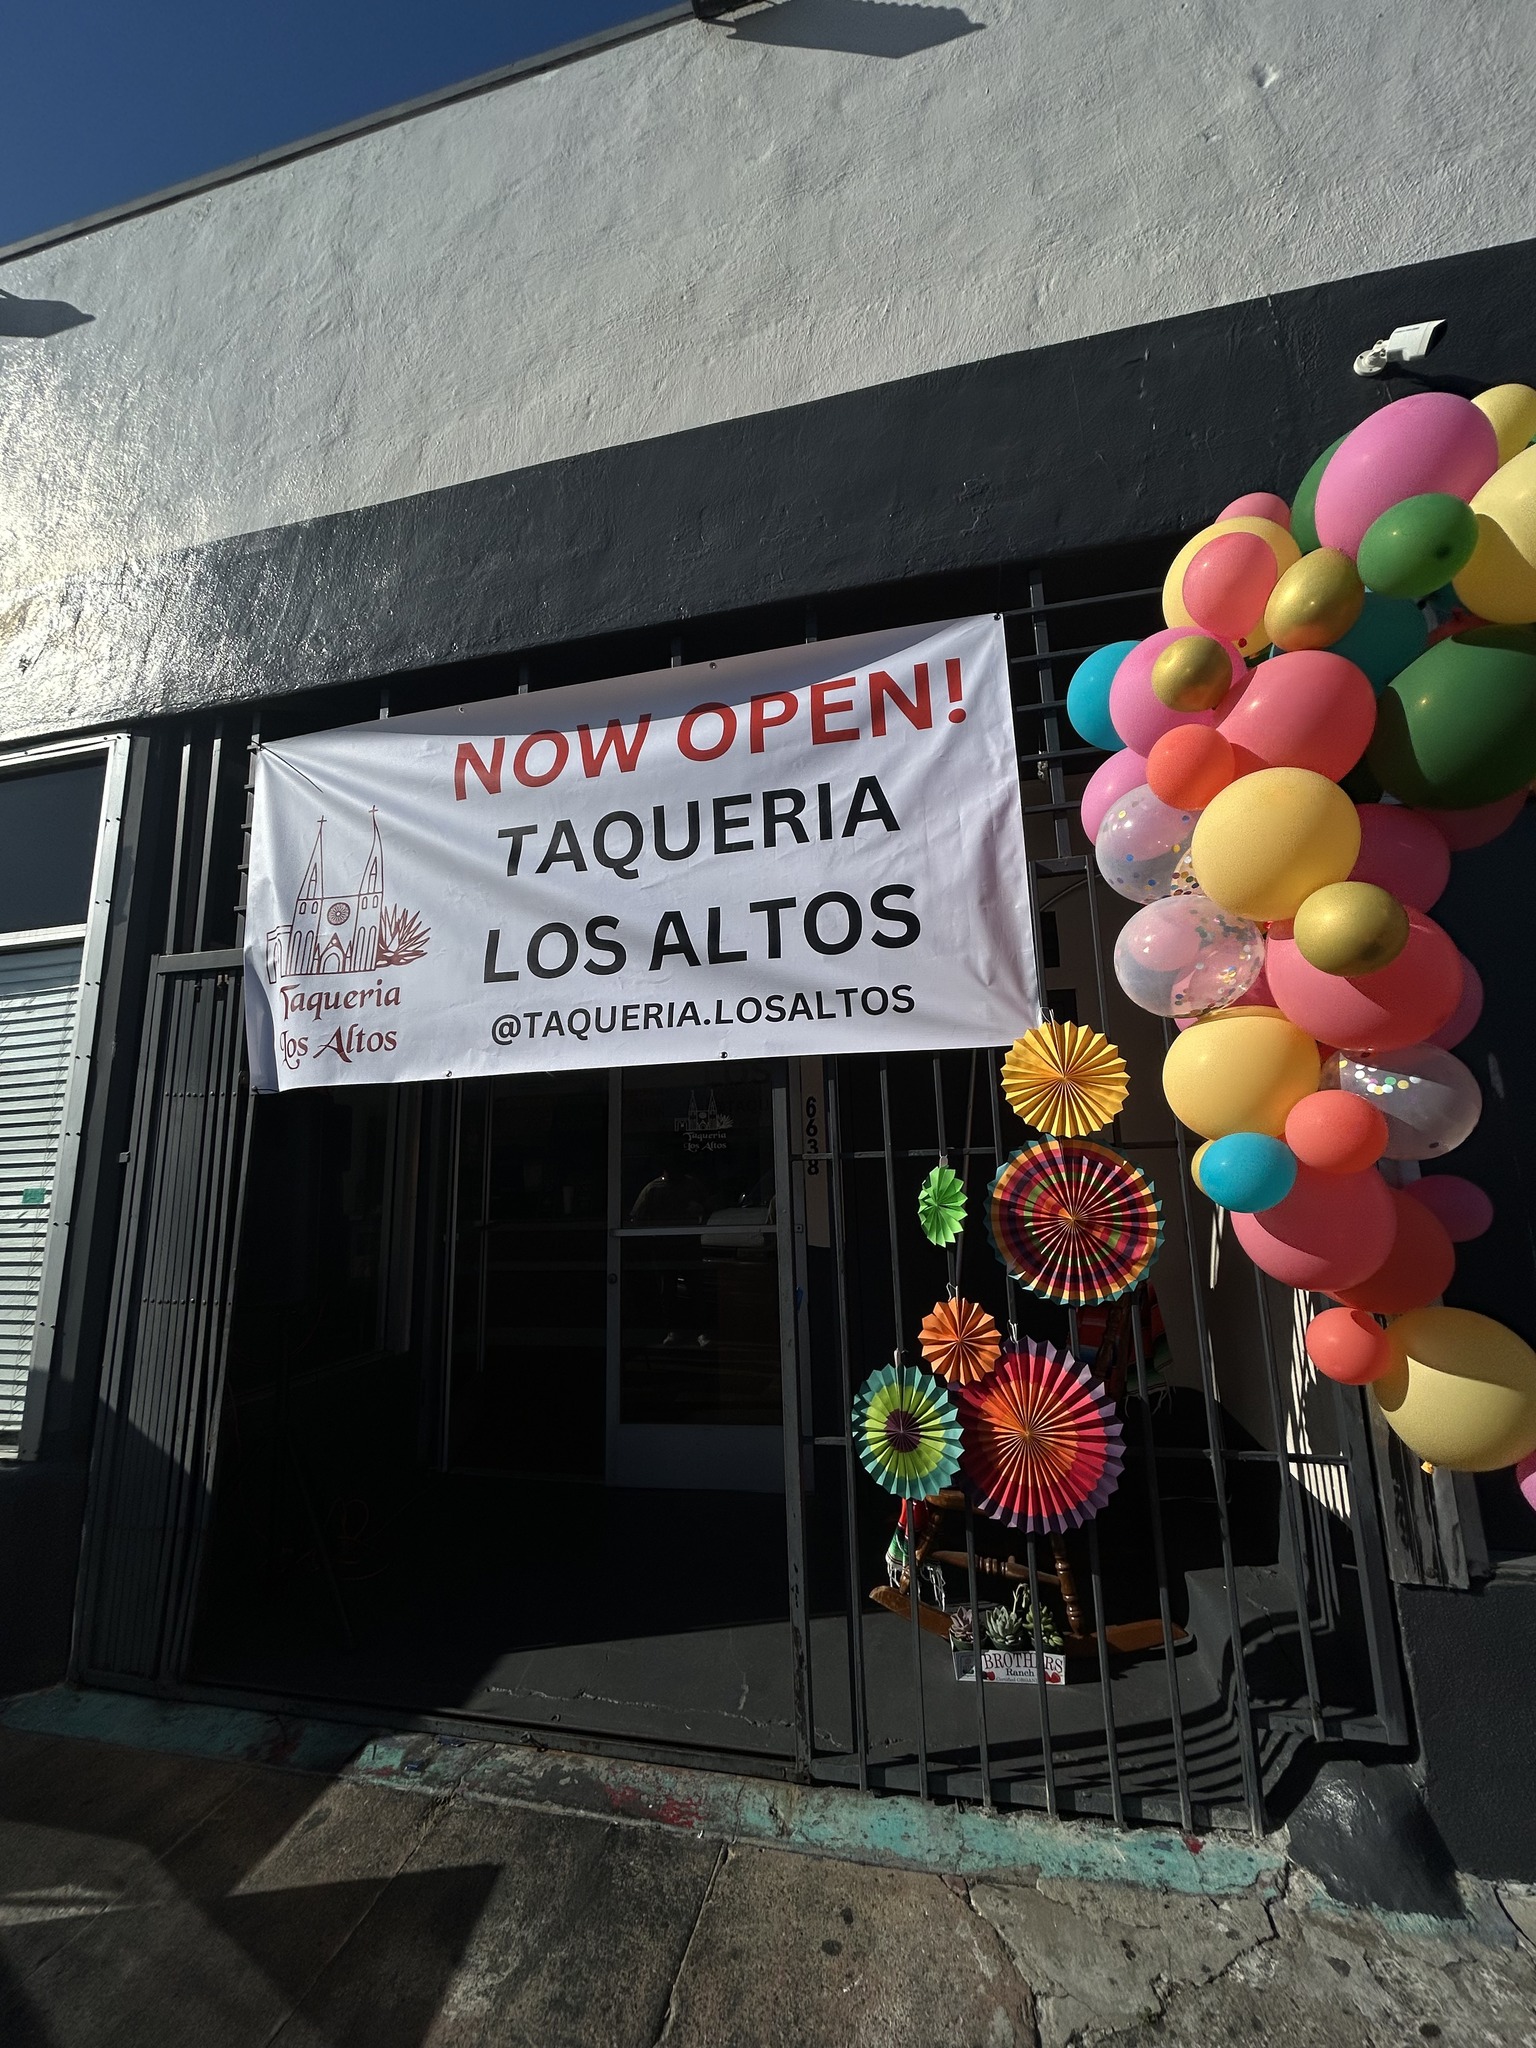 NOW OPEN!
TAQUERIA
LOS ALTOS
@TAQUERIA.LOSALTOS
Taqueria
Los Altos
Taqueria
Los Altos
6638
BROTHERS
Ranch